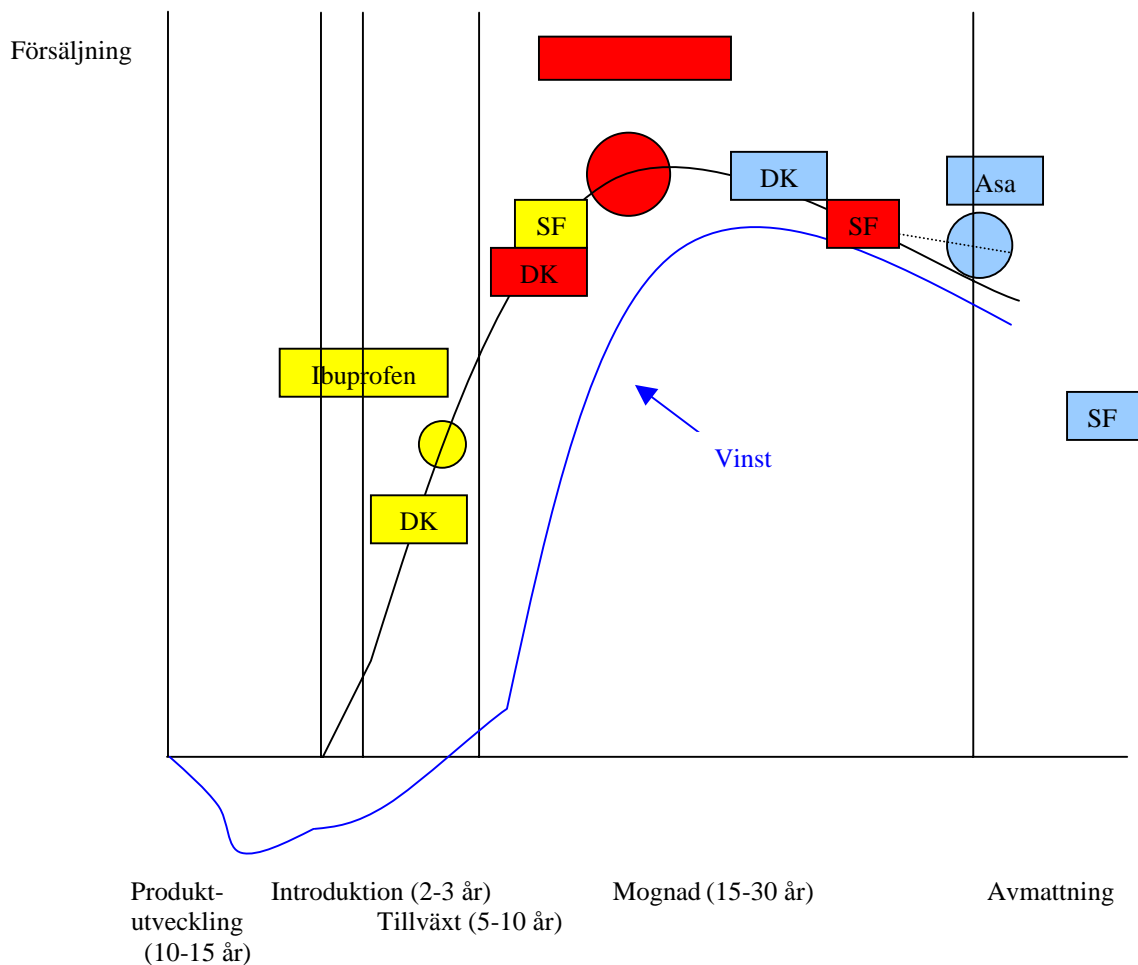 Försäljning
DK
Asa
SF
SF
DK
Ibuprofen
SF
Vinst
DK
Produkt-
utveckling
(10-15 år)
Introduktion (2-3 år)
Tillväxt (5-10 år)
Mognad (15-30 år)
Avmattning